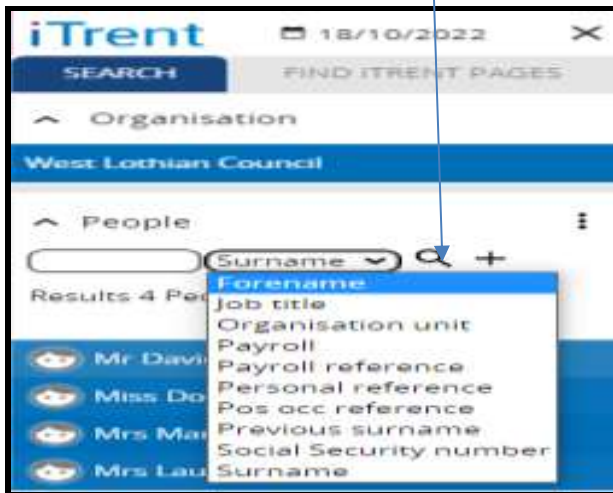 iTrent 18/10/2022
SEARCH FIND ITRENT PAGES
Organisation
West Lothian Council
People
Surname
Results 4 Peo
Forename
Job title
Organisation unit
Payroll
Payroll reference
Personal reference
Pos occ reference
Previous surname
Social Security number
Surname
Mr Davi
Miss Do
Mrs Mar
Mrs Lau